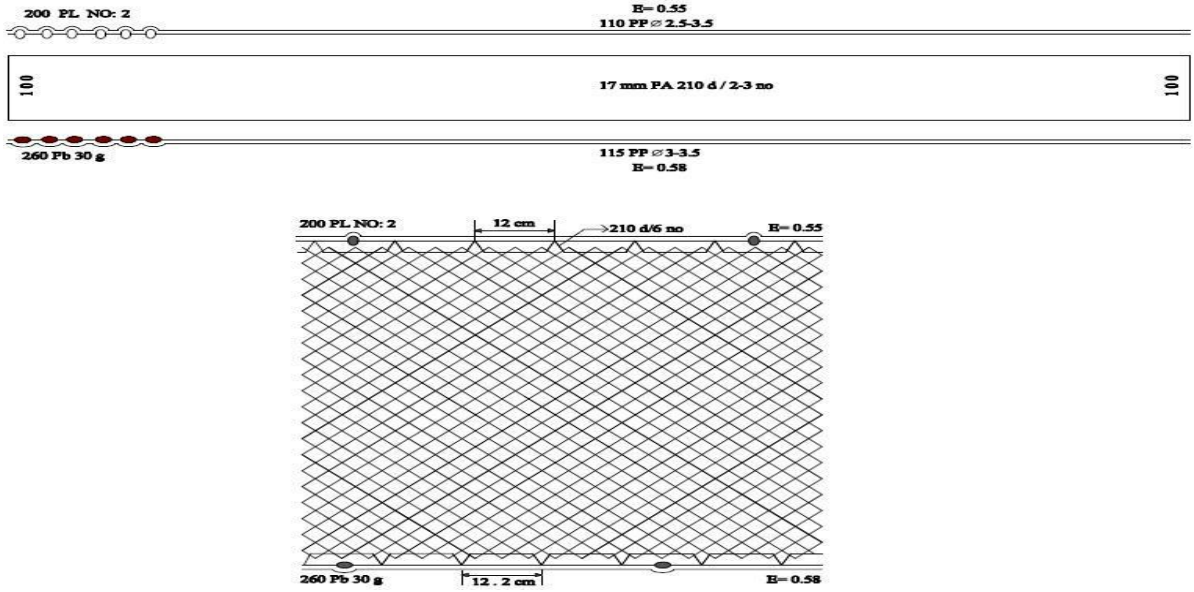 200 PL NO: 2
E= 0.55
110 PP ⌀ 2.5-3.5
100
17 mm PA 210 d / 2-3 no
100
260 Pb 30 g
115 PP ⌀ 3-3.5
E= 0.58
200 PL NO: 2
12 cm
210 d/6 no
E= 0.55
260 Pb 30 g
12 . 2 cm
E= 0.58